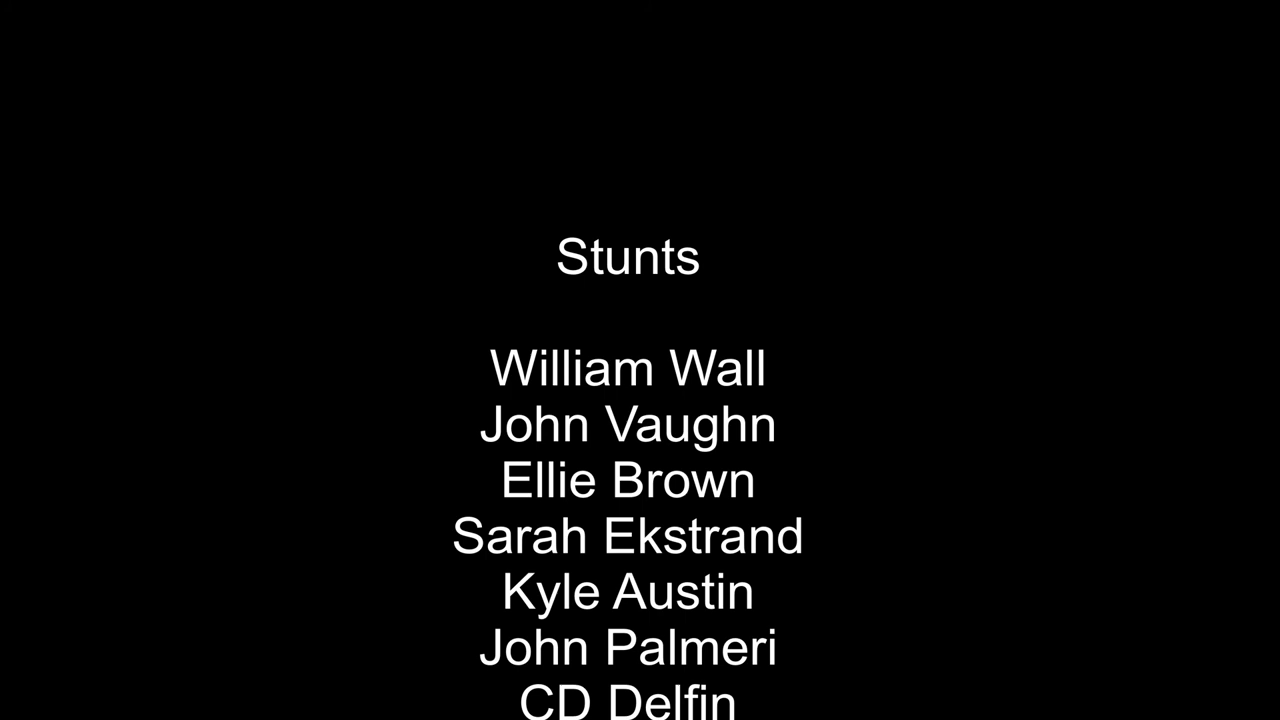 Stunts
William Wall
John Vaughn
Ellie Brown
Sarah Ekstrand
Kyle Austin
John Palmeri
CD Delfin